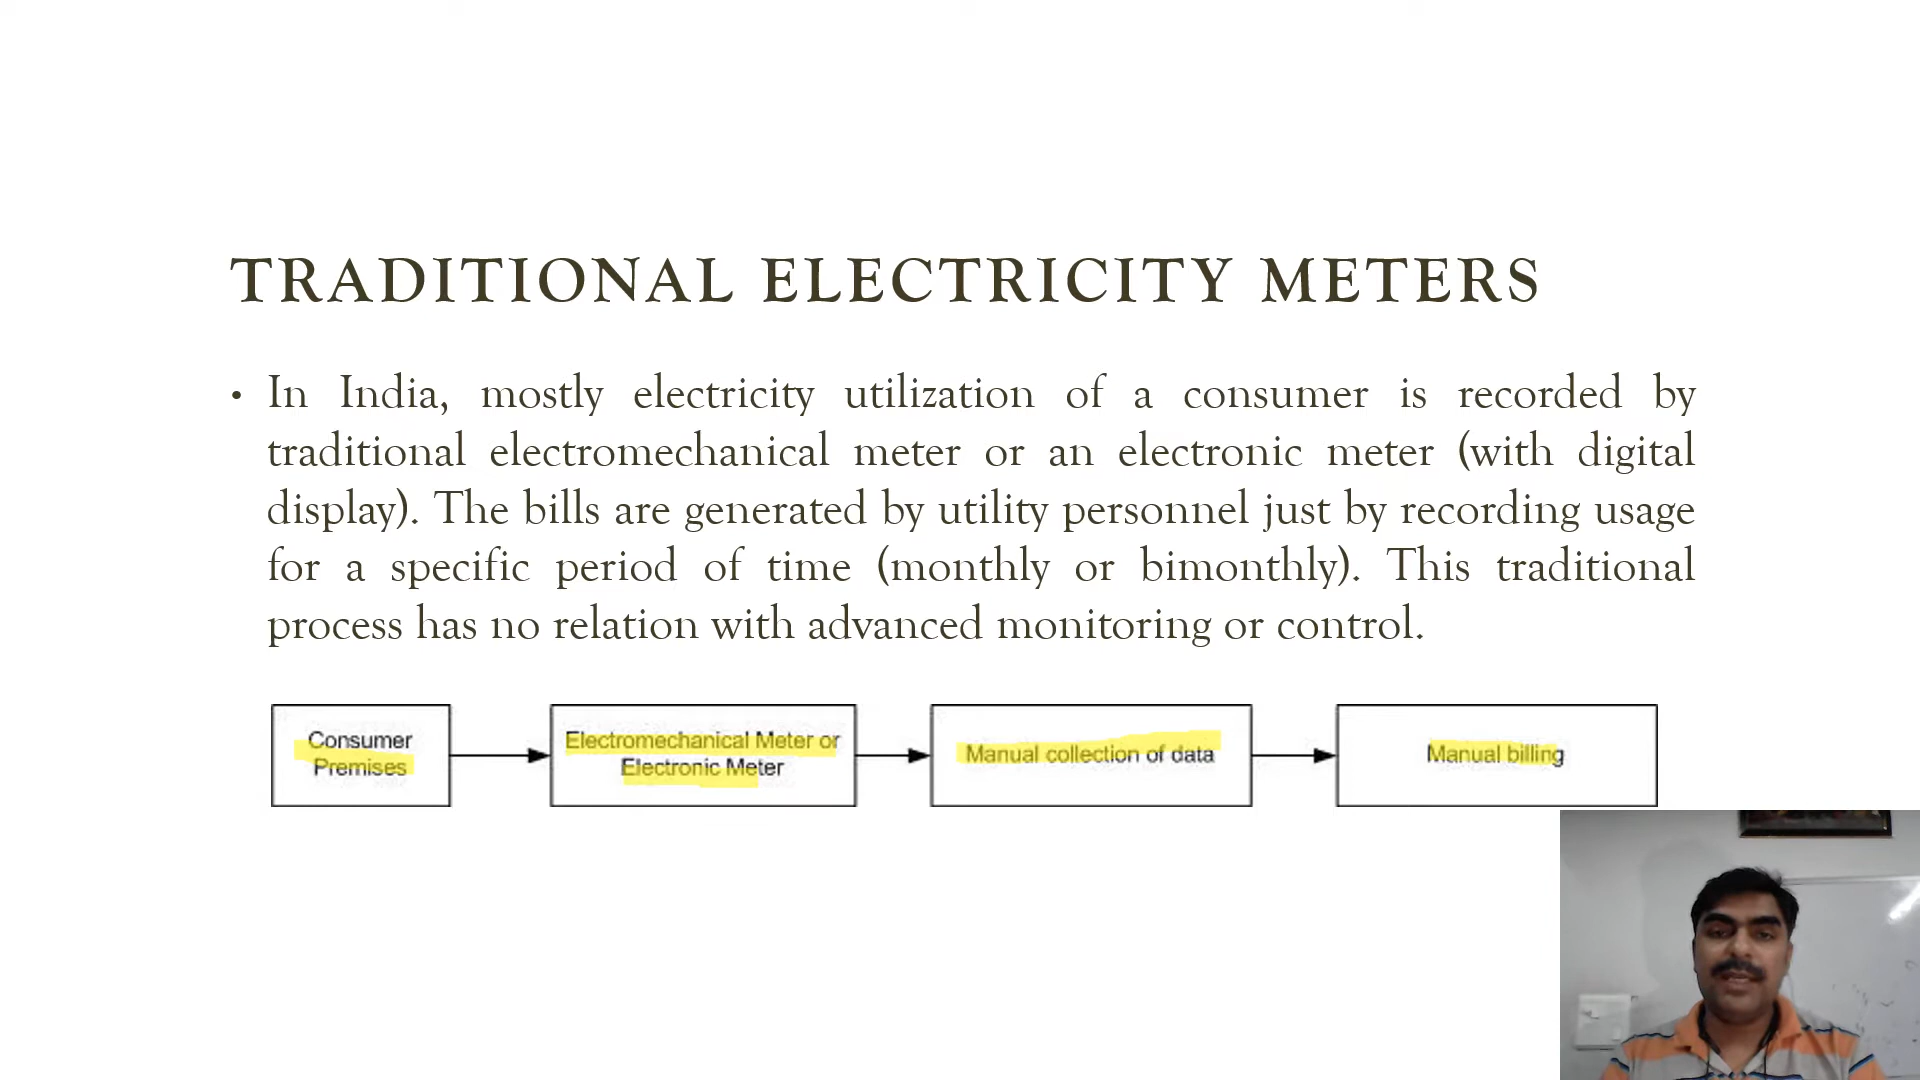 TRADITIONAL ELECTRICITY METERS
• In India, mostly electricity utilization of a consumer is recorded by
traditional electromechanical meter or an electronic meter (with digital
display). The bills are generated by utility personnel just by recording usage
for a specific period of time (monthly or bimonthly). This traditional
process has no relation with advanced monitoring or control.
Consumer
Premises
Electromechanical Meter or
Electronic Meter
Manual collection of data
Manual billing